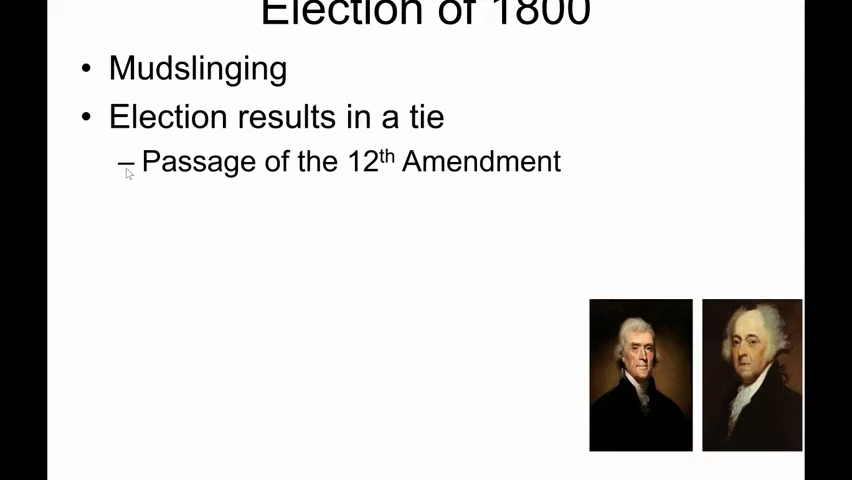 Election of 1800
• Mudslinging
• Election results in a tie
– Passage of the 12th Amendment